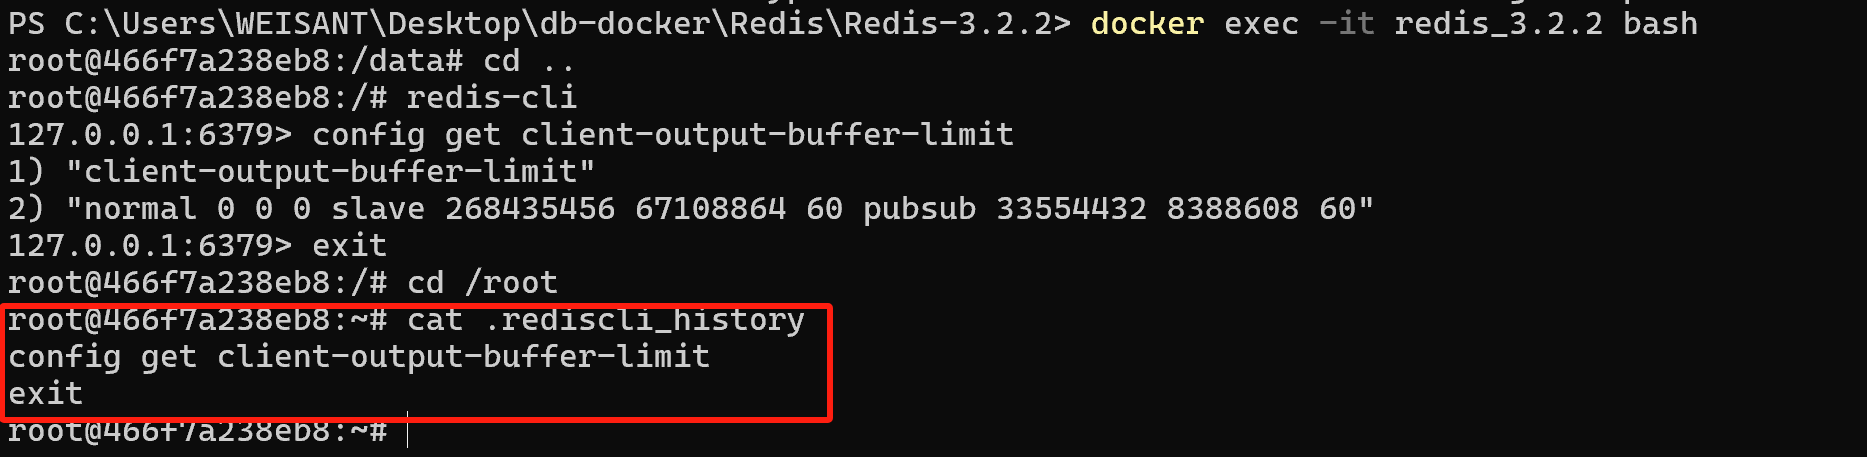 PS C:\Users\WEISANT\Desktop\db-docker\Redis\Redis-3.2.2> docker exec -it redis_3.2.2 bash
root@466f7a238eb8:/data# cd ..
root@466f7a238eb8:/# redis-cli
127.0.0.1:6379> config get client-output-buffer-limit
1) "client-output-buffer-limit"
2) "normal 0 0 0 slave 268435456 67108864 60 pubsub 33554432 8388608 60"
127.0.0.1:6379> exit
root@466f7a238eb8:/# cd /root
root@466f7a238eb8:~# cat .rediscli_history
config get client-output-buffer-limit
exit
root@466f7a238eb8:~#